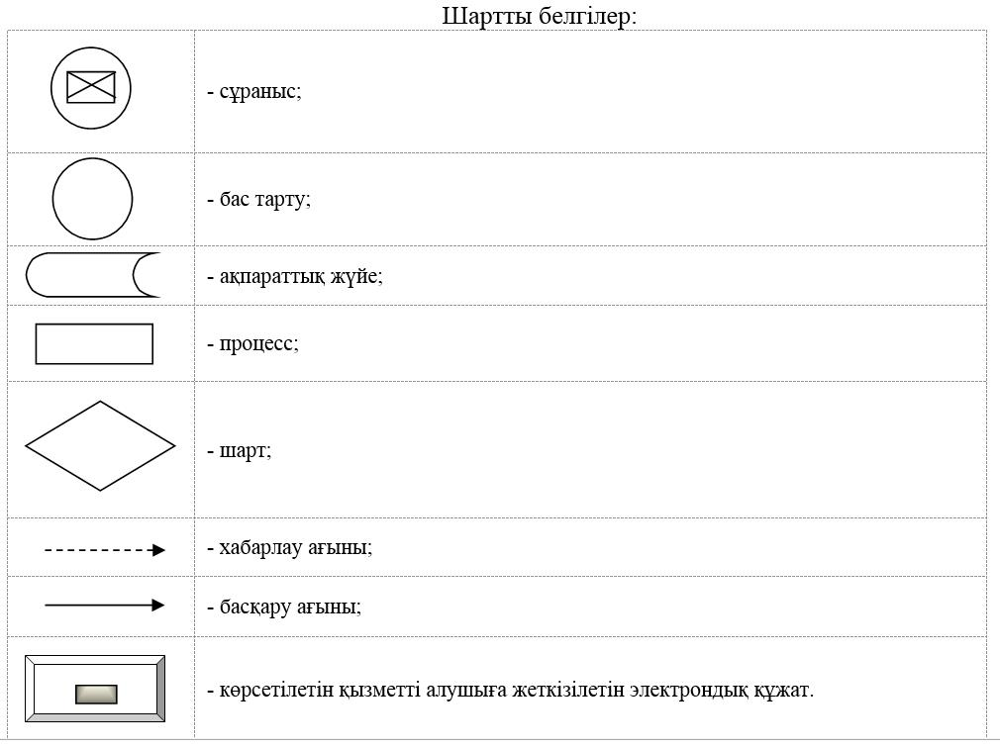 Шартты белгілер:
- сұраныс;
- бас тарту;
- ақпараттық жүйе;
- процесс;
- шарт;
- хабарлау ағыны;
- басқару ағыны;
- көрсетілетін қызметті алушыға жеткізілетін электрондық құжат.